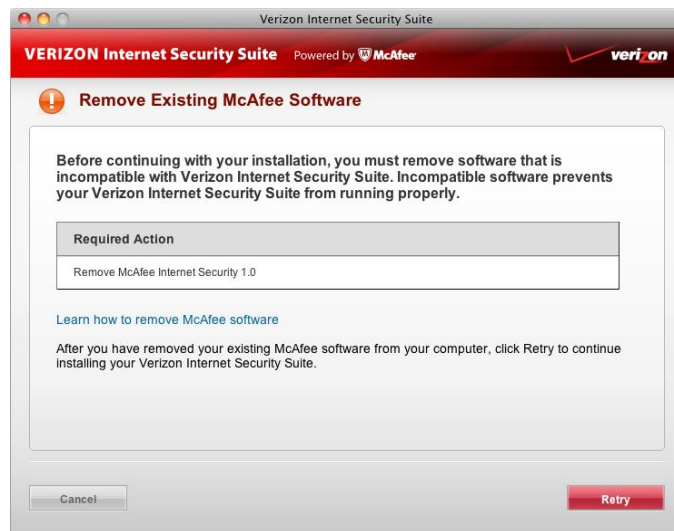 Verizon Internet Security Suite
VERIZON Internet Security Suite Powered by McAfee verizon
Remove Existing McAfee Software
Before continuing with your installation, you must remove software that is
incompatible with Verizon Internet Security Suite. Incompatible software prevents
your Verizon Internet Security Suite from running properly.
Required Action
Remove McAfee Internet Security 1.0
Learn how to remove McAfee software
After you have removed your existing McAfee software from your computer, click Retry to continue
installing your Verizon Internet Security Suite.
Cancel Retry